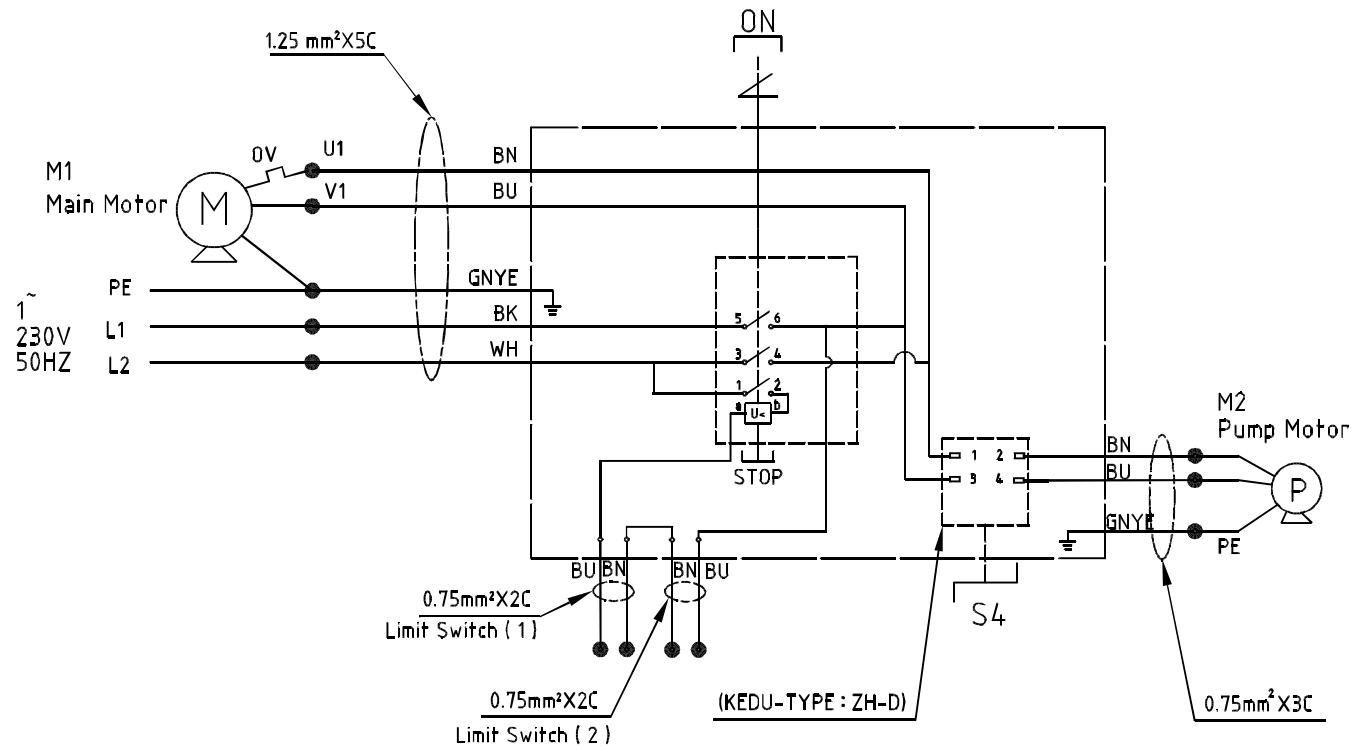 ON
1.25 mm²X5C
M1
Main Motor
M
0V
U1
V1
BN
BU
PE
GNYE
1~
230V
50HZ
L1
BK
L2
WH
5 6
3 4
1 2
a U< b
STOP
M2
Pump Motor
1 2
3 4
BN
BU
GNYE
P
PE
BU BN BN BU
0.75mm²X2C
Limit Switch (1)
S4
0.75mm²X2C
Limit Switch (2)
(KEDU-TYPE:ZH-D)
0.75mm²X3C